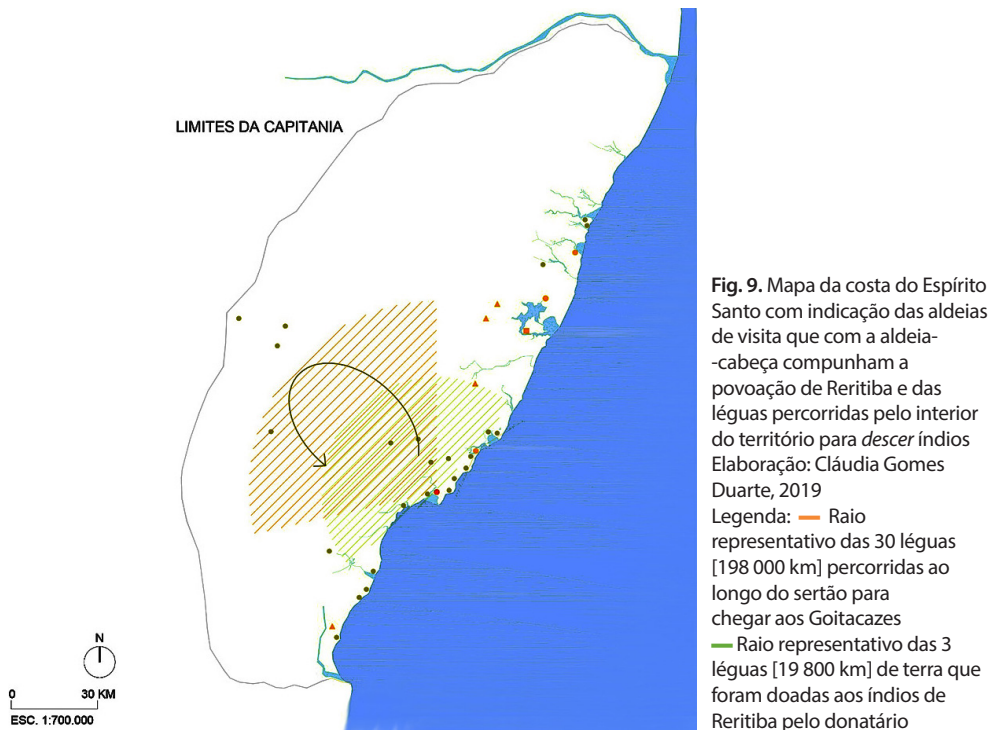 LIMITES DA CAPITANIA
N
0 30 KM
ESC. 1:700.000
Fig. 9. Mapa da costa do Espírito
Santo com indicação das aldeias
de visita que com a aldeia-
-cabeça compunham a
povoação de Reritiba e das
léguas percorridas pelo interior
do território para descer índios
Elaboração: Cláudia Gomes
Duarte, 2019
Legenda: Raio
representativo das 30 léguas
[198 000 km] percorridas ao
longo do sertão para
chegar aos Goitacazes
Raio representativo das 3
léguas [19 800 km] de terra que
foram doadas aos índios de
Reritiba pelo donatário